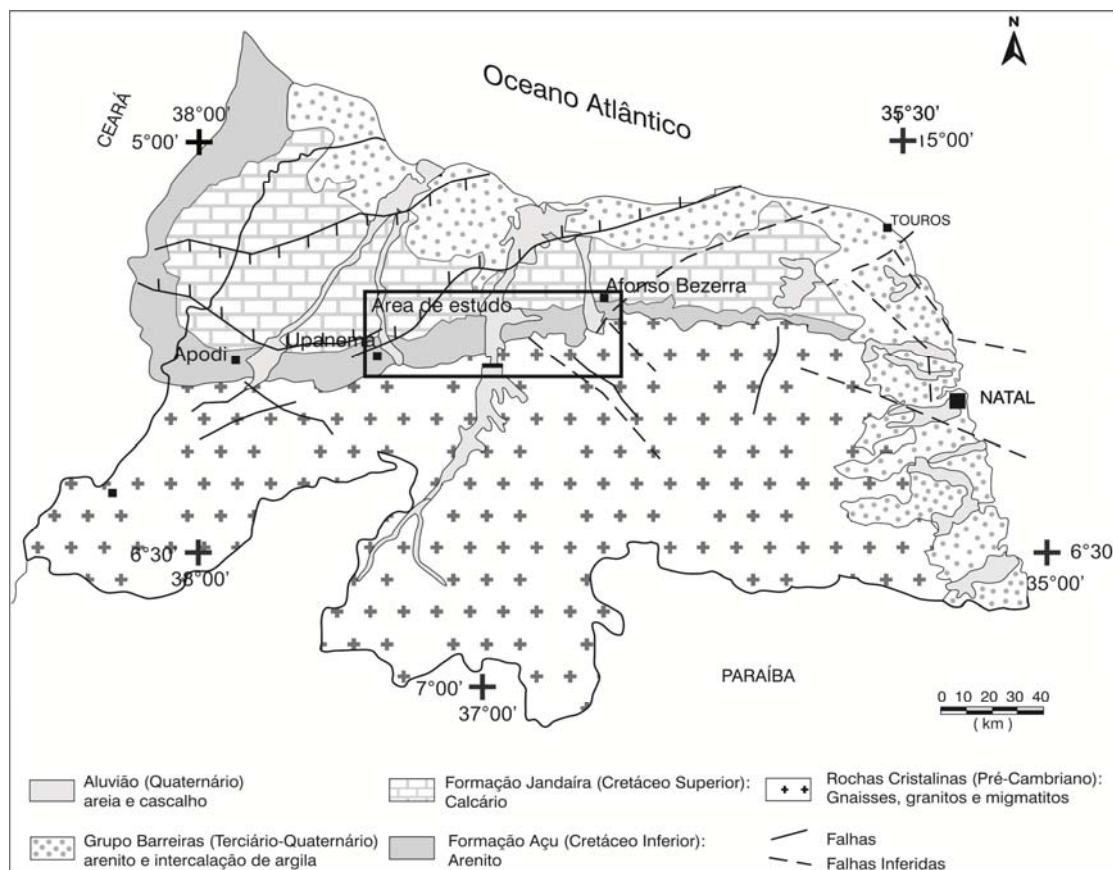 N
Oceano Atlântico
CEARÁ
38°00'
5°00'
35°30'
5°00'
TOUROS
Afonso Bezerra
Área de estudo
Upanema
Apodi
NATAL
6°30'
38°00'
6°30
35°00'
PARAÍBA
7°00'
37°00'
0 10 20 30 40
( km )
Aluvião (Quaternário)
areia e cascalho
Formação Jandaíra (Cretáceo Superior):
Calcário
Rochas Cristalinas (Pré-Cambriano):
Gnaisses, granitos e migmatitos
Grupo Barreiras (Terciário-Quaternário)
arenito e intercalação de argila
Formação Açu (Cretáceo Inferior):
Arenito
Falhas
Falhas Inferidas